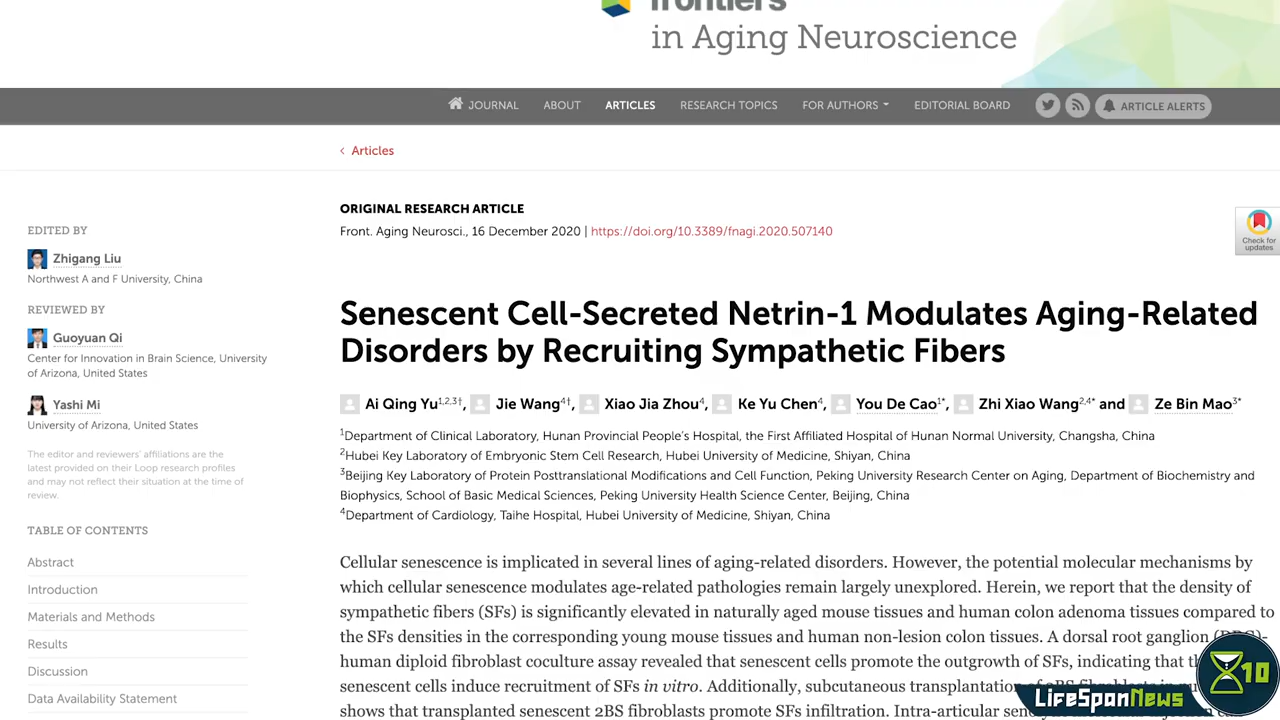 frontiers
in Aging Neuroscience
JOURNAL ABOUT ARTICLES RESEARCH TOPICS FOR AUTHORS EDITORIAL BOARD ARTICLE ALERTS
‹ Articles
EDITED BY
Zhigang Liu
Northwest A and F University, China
REVIEWED BY
Guoyuan Qi
Center for Innovation in Brain Science, University
of Arizona, United States
Yashi Mi
University of Arizona, United States
The editor and reviewers' affiliations are the
latest provided on their Loop research profiles
and may not reflect their situation at the time of
review.
TABLE OF CONTENTS
Abstract
Introduction
Materials and Methods
Results
Discussion
Data Availability Statement
ORIGINAL RESEARCH ARTICLE
Front. Aging Neurosci., 16 December 2020 | https://doi.org/10.3389/fnagi.2020.507140
Check for
updates
Senescent Cell-Secreted Netrin-1 Modulates Aging-Related
Disorders by Recruiting Sympathetic Fibers
Ai Qing Yu1,2,3†, Jie Wang4†, Xiao Jia Zhou4, Ke Yu Chen4, You De Cao1*, Zhi Xiao Wang2,4* and Ze Bin Mao3*
1Department of Clinical Laboratory, Hunan Provincial People's Hospital, the First Affiliated Hospital of Hunan Normal University, Changsha, China
2Hubei Key Laboratory of Embryonic Stem Cell Research, Hubei University of Medicine, Shiyan, China
3Beijing Key Laboratory of Protein Posttranslational Modifications and Cell Function, Peking University Research Center on Aging, Department of Biochemistry and
Biophysics, School of Basic Medical Sciences, Peking University Health Science Center, Beijing, China
4Department of Cardiology, Taihe Hospital, Hubei University of Medicine, Shiyan, China
Cellular senescence is implicated in several lines of aging-related disorders. However, the potential molecular mechanisms by
which cellular senescence modulates age-related pathologies remain largely unexplored. Herein, we report that the density of
sympathetic fibers (SFs) is significantly elevated in naturally aged mouse tissues and human colon adenoma tissues compared to
the SFs densities in the corresponding young mouse tissues and human non-lesion colon tissues. A dorsal root ganglion (DRG)-
human diploid fibroblast coculture assay revealed that senescent cells promote the outgrowth of SFs, indicating that
senescent cells induce recruitment of SFs in vitro. Additionally, subcutaneous transplantation of 2BS fibroblasts in
shows that transplanted senescent 2BS fibroblasts promote SFs infiltration. Intra-articular
LifeSpanNews
10